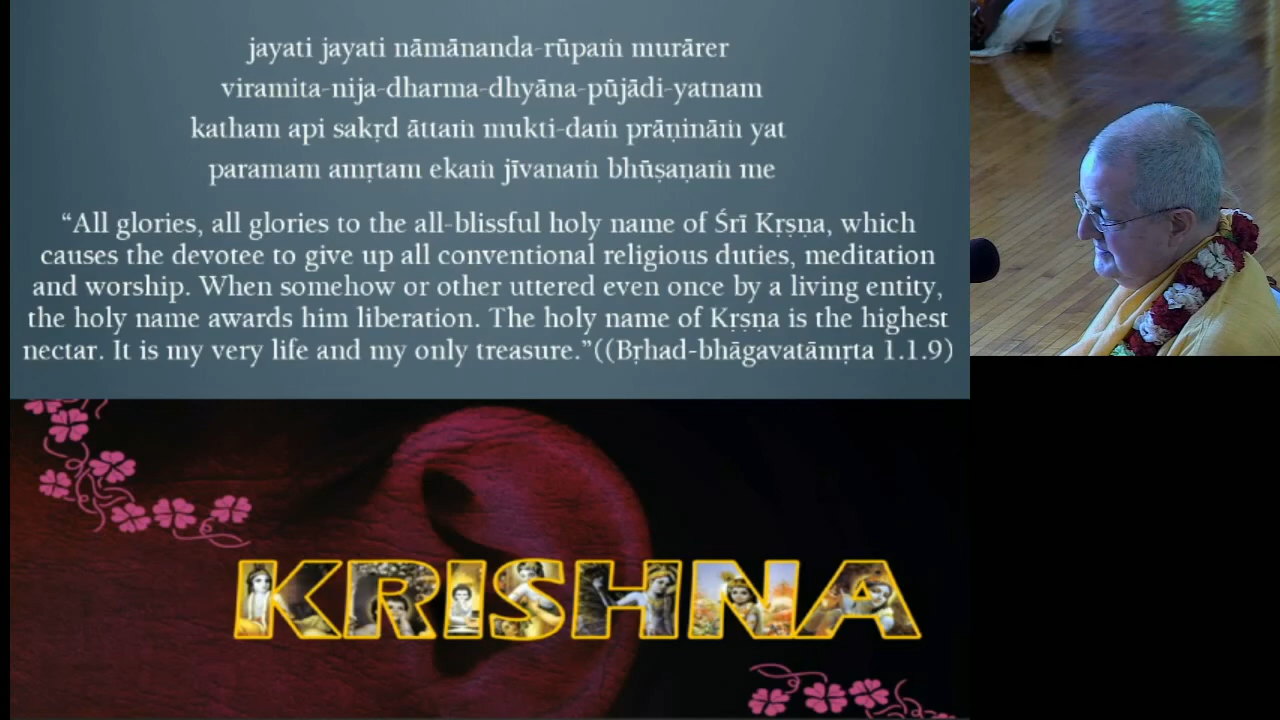 jayati jayati nāmānanda-rūpaṁ murārer
viramita-nija-dharma-dhyāna-pūjādi-yatnam
katham api sakṛd āttaṁ mukti-daṁ prāṇināṁ yat
paramam amṛtam ekaṁ jīvanaṁ bhūṣaṇaṁ me
“All glories, all glories to the all-blissful holy name of Śrī Kṛṣṇa, which
causes the devotee to give up all conventional religious duties, meditation
and worship. When somehow or other uttered even once by a living entity,
the holy name awards him liberation. The holy name of Kṛṣṇa is the highest
nectar. It is my very life and my only treasure.”((Bṛhad-bhāgavatāmṛta 1.1.9)
KRISHNA